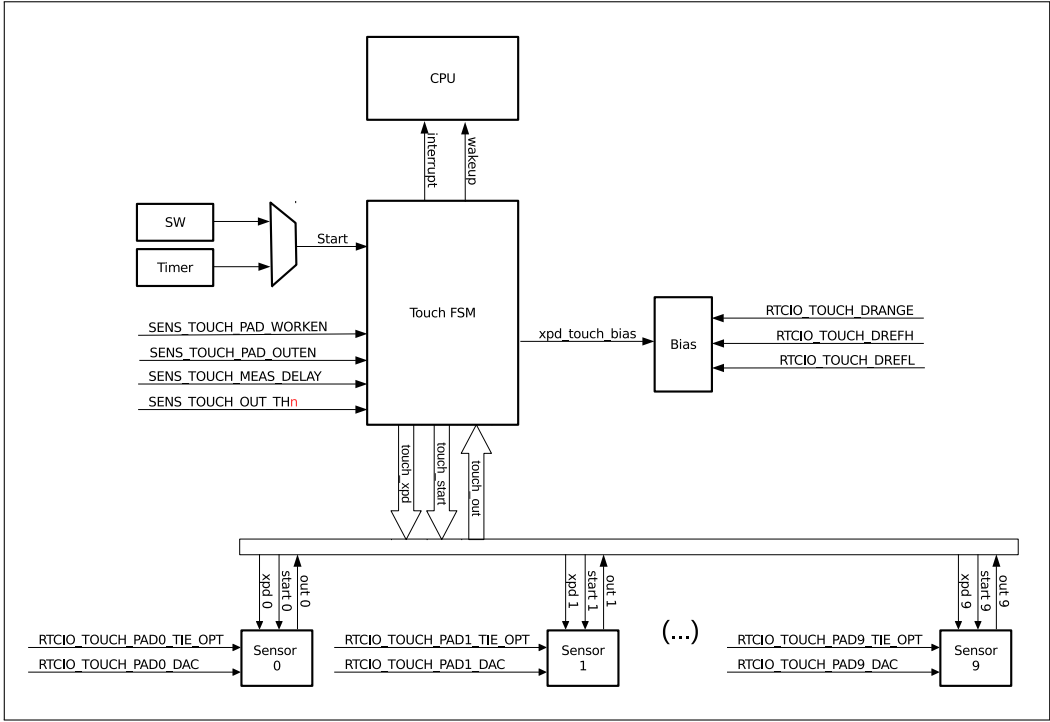 CPU
interrupt
wakeup
SW
Timer
Start
Touch FSM
SENS_TOUCH_PAD_WORKEN
SENS_TOUCH_PAD_OUTEN
SENS_TOUCH_MEAS_DELAY
SENS_TOUCH_OUT_THn
xpd_touch_bias
Bias
RTCIO_TOUCH_DRANGE
RTCIO_TOUCH_DREFH
RTCIO_TOUCH_DREFL
touch_xpd
touch_start
touch_out
xpd 0
start 0
out 0
xpd 1
start 1
out 1
xpd 9
start 9
out 9
RTCIO_TOUCH_PAD0_TIE_OPT
RTCIO_TOUCH_PAD0_DAC
Sensor
0
RTCIO_TOUCH_PAD1_TIE_OPT
RTCIO_TOUCH_PAD1_DAC
Sensor
1
(...)
RTCIO_TOUCH_PAD9_TIE_OPT
RTCIO_TOUCH_PAD9_DAC
Sensor
9